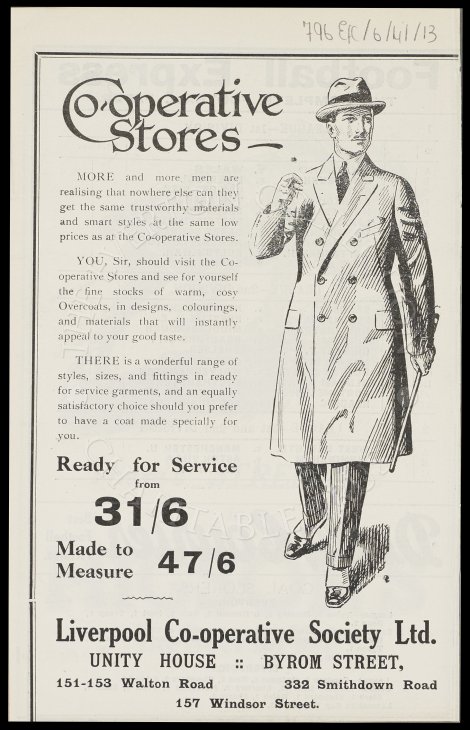 796 EFC/6/41/13
Co-operative
Stores —
MORE and more men are
realising that nowhere else can they
get the same trustworthy materials
and smart styles at the same low
prices as at the Co-operative Stores.
YOU, Sir, should visit the Co-
operative Stores and see for yourself
the fine stocks of warm, cosy
Overcoats, in designs, colourings,
and materials that will instantly
appeal to your good taste.
THERE is a wonderful range of
styles, sizes, and fittings in ready
for service garments, and an equally
satisfactory choice should you prefer
to have a coat made specially for
you.
Ready for Service
from
31/6
Made to
Measure 47/6
Liverpool Co-operative Society Ltd.
UNITY HOUSE :: BYROM STREET,
151-153 Walton Road 332 Smithdown Road
157 Windsor Street.